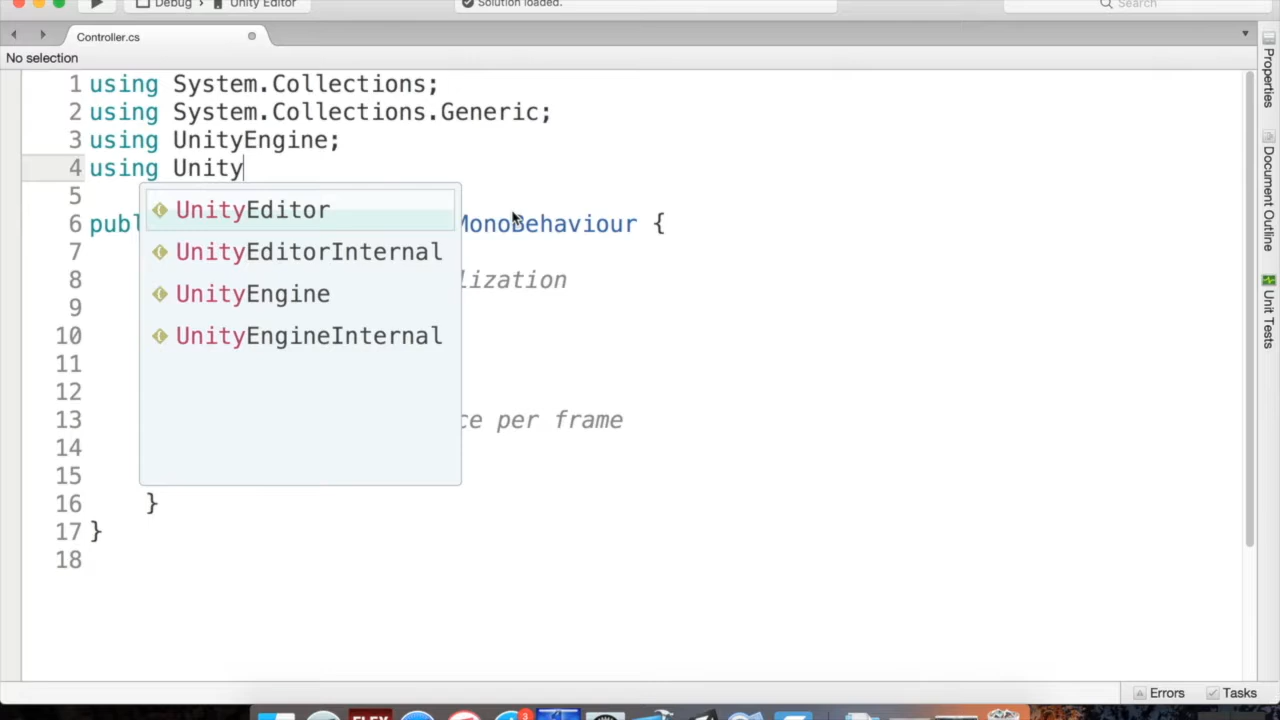 Debug › Unity Editor
Solution loaded.
Search
Controller.cs
No selection
1 using System.Collections;
2 using System.Collections.Generic;
3 using UnityEngine;
4 using Unity
5
6 publ MonoBehaviour {
7
8 lization
9
10
11
12
13 ce per frame
14
15
16 }
17 }
18
UnityEditor
UnityEditorInternal
UnityEngine
UnityEngineInternal
Properties
Document Outline
Unit Tests
Errors
Tasks
3
FLEX